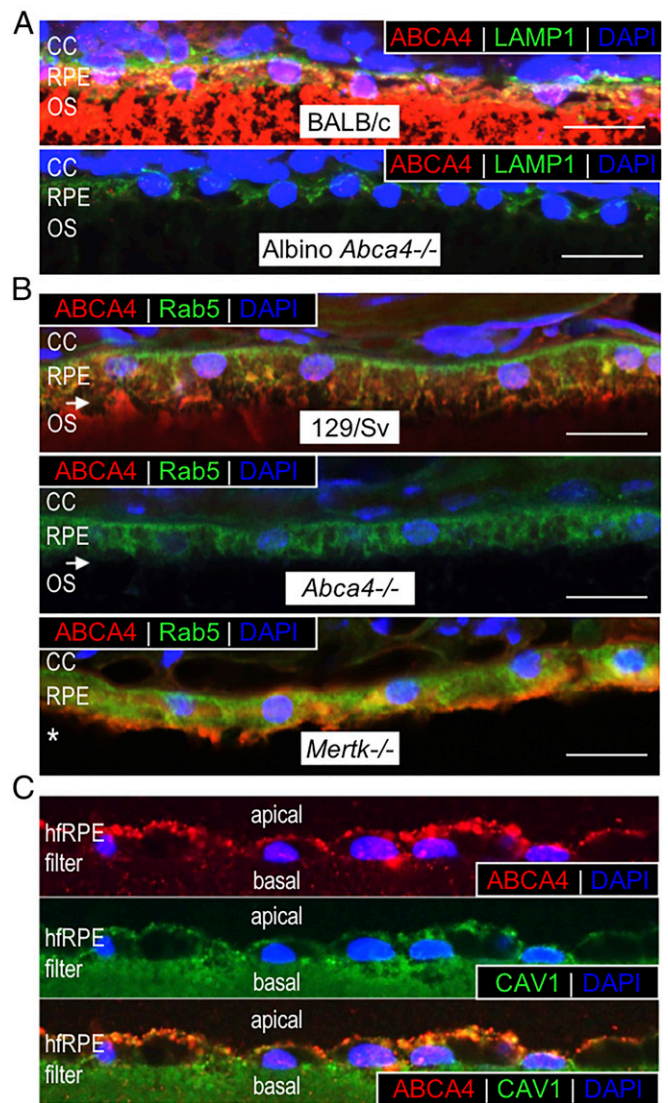 A
ABCA4 | LAMP1 | DAPI
CC
RPE
OS
BALB/c
ABCA4 | LAMP1 | DAPI
CC
RPE
OS
Albino Abca4-/-
B
ABCA4 | Rab5 | DAPI
CC
RPE
OS
129/Sv
ABCA4 | Rab5 | DAPI
CC
RPE
OS
Abca4-/-
ABCA4 | Rab5 | DAPI
CC
RPE
*
Mertk-/-
C
apical
hfRPE
filter
basal
ABCA4 | DAPI
apical
hfRPE
filter
basal
CAV1 | DAPI
apical
hfRPE
filter
basal
ABCA4 | CAV1 | DAPI